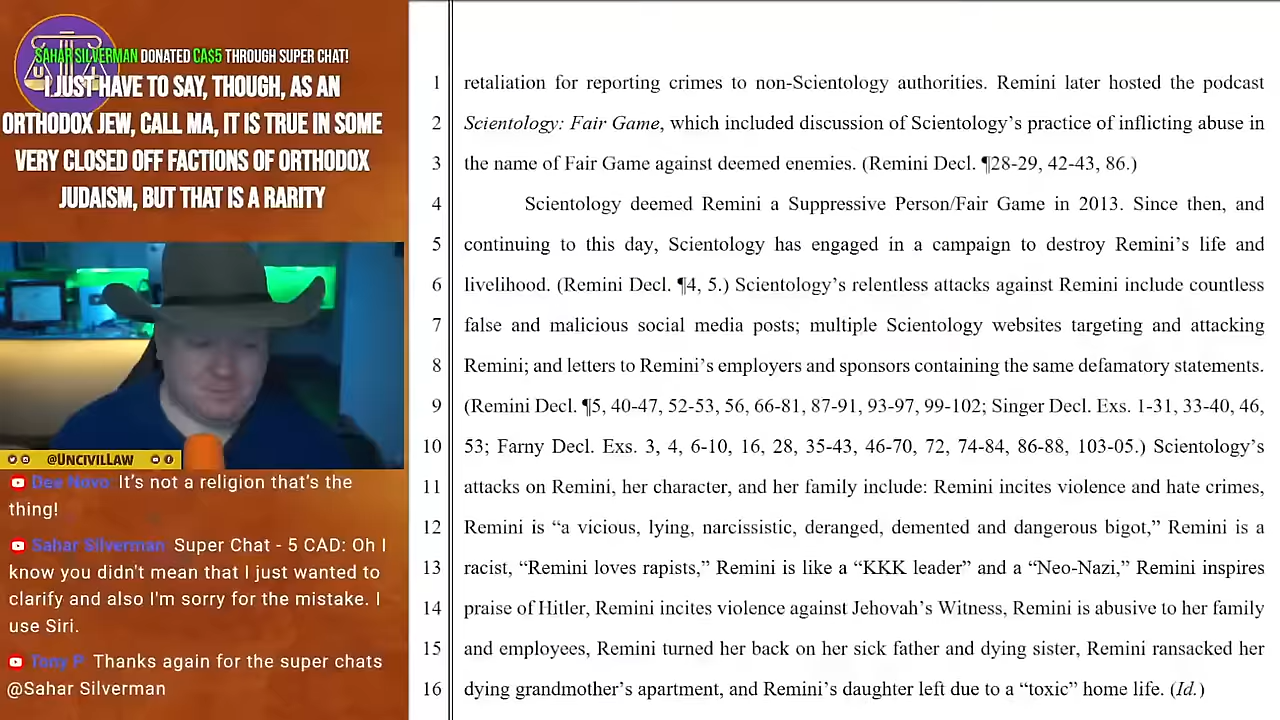 SAHAR SILVERMAN DONATED CA$5 THROUGH SUPER CHAT!
I JUST HAVE TO SAY, THOUGH, AS AN
ORTHODOX JEW, CALL MA, IT IS TRUE IN SOME
VERY CLOSED OFF FACTIONS OF ORTHODOX
JUDAISM, BUT THAT IS A RARITY
@UNCIVILLAW
Dee Novo It’s not a religion that’s the
thing!
Sahar Silverman Super Chat - 5 CAD: Oh I
know you didn't mean that I just wanted to
clarify and also I'm sorry for the mistake. I
use Siri.
Tony P Thanks again for the super chats
@Sahar Silverman
1 retaliation for reporting crimes to non-Scientology authorities. Remini later hosted the podcast
2 Scientology: Fair Game, which included discussion of Scientology’s practice of inflicting abuse in
3 the name of Fair Game against deemed enemies. (Remini Decl. ¶28-29, 42-43, 86.)
4 Scientology deemed Remini a Suppressive Person/Fair Game in 2013. Since then, and
5 continuing to this day, Scientology has engaged in a campaign to destroy Remini’s life and
6 livelihood. (Remini Decl. ¶4, 5.) Scientology’s relentless attacks against Remini include countless
7 false and malicious social media posts; multiple Scientology websites targeting and attacking
8 Remini; and letters to Remini’s employers and sponsors containing the same defamatory statements.
9 (Remini Decl. ¶5, 40-47, 52-53, 56, 66-81, 87-91, 93-97, 99-102; Singer Decl. Exs. 1-31, 33-40, 46,
10 53; Farny Decl. Exs. 3, 4, 6-10, 16, 28, 35-43, 46-70, 72, 74-84, 86-88, 103-05.) Scientology’s
11 attacks on Remini, her character, and her family include: Remini incites violence and hate crimes,
12 Remini is “a vicious, lying, narcissistic, deranged, demented and dangerous bigot,” Remini is a
13 racist, “Remini loves rapists,” Remini is like a “KKK leader” and a “Neo-Nazi,” Remini inspires
14 praise of Hitler, Remini incites violence against Jehovah’s Witness, Remini is abusive to her family
15 and employees, Remini turned her back on her sick father and dying sister, Remini ransacked her
16 dying grandmother’s apartment, and Remini’s daughter left due to a “toxic” home life. (Id.)